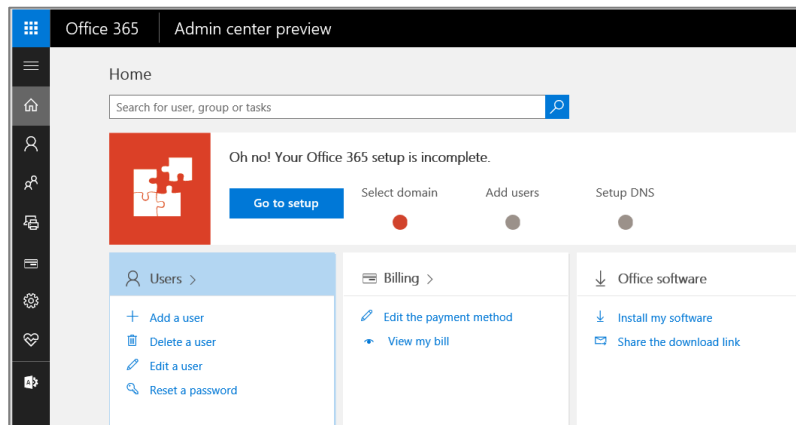 Office 365 Admin center preview
Home
Search for user, group or tasks
Oh no! Your Office 365 setup is incomplete.
Go to setup Select domain Add users Setup DNS
Users > Billing > Office software
Add a user Edit the payment method Install my software
Delete a user View my bill Share the download link
Edit a user
Reset a password